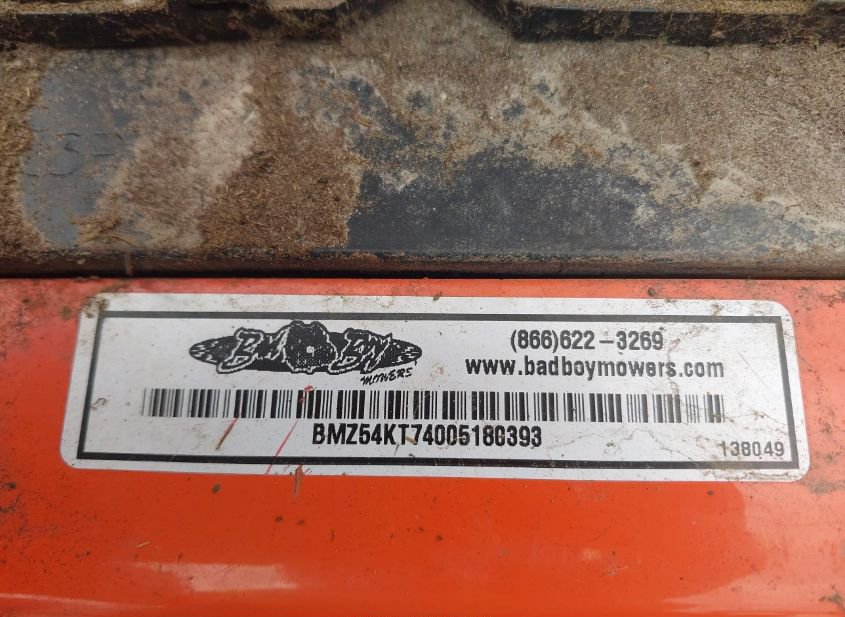 BAD BOY
MOWERS
(866)622-3269
www.badboymowers.com
BMZ54KT74005180393
138049